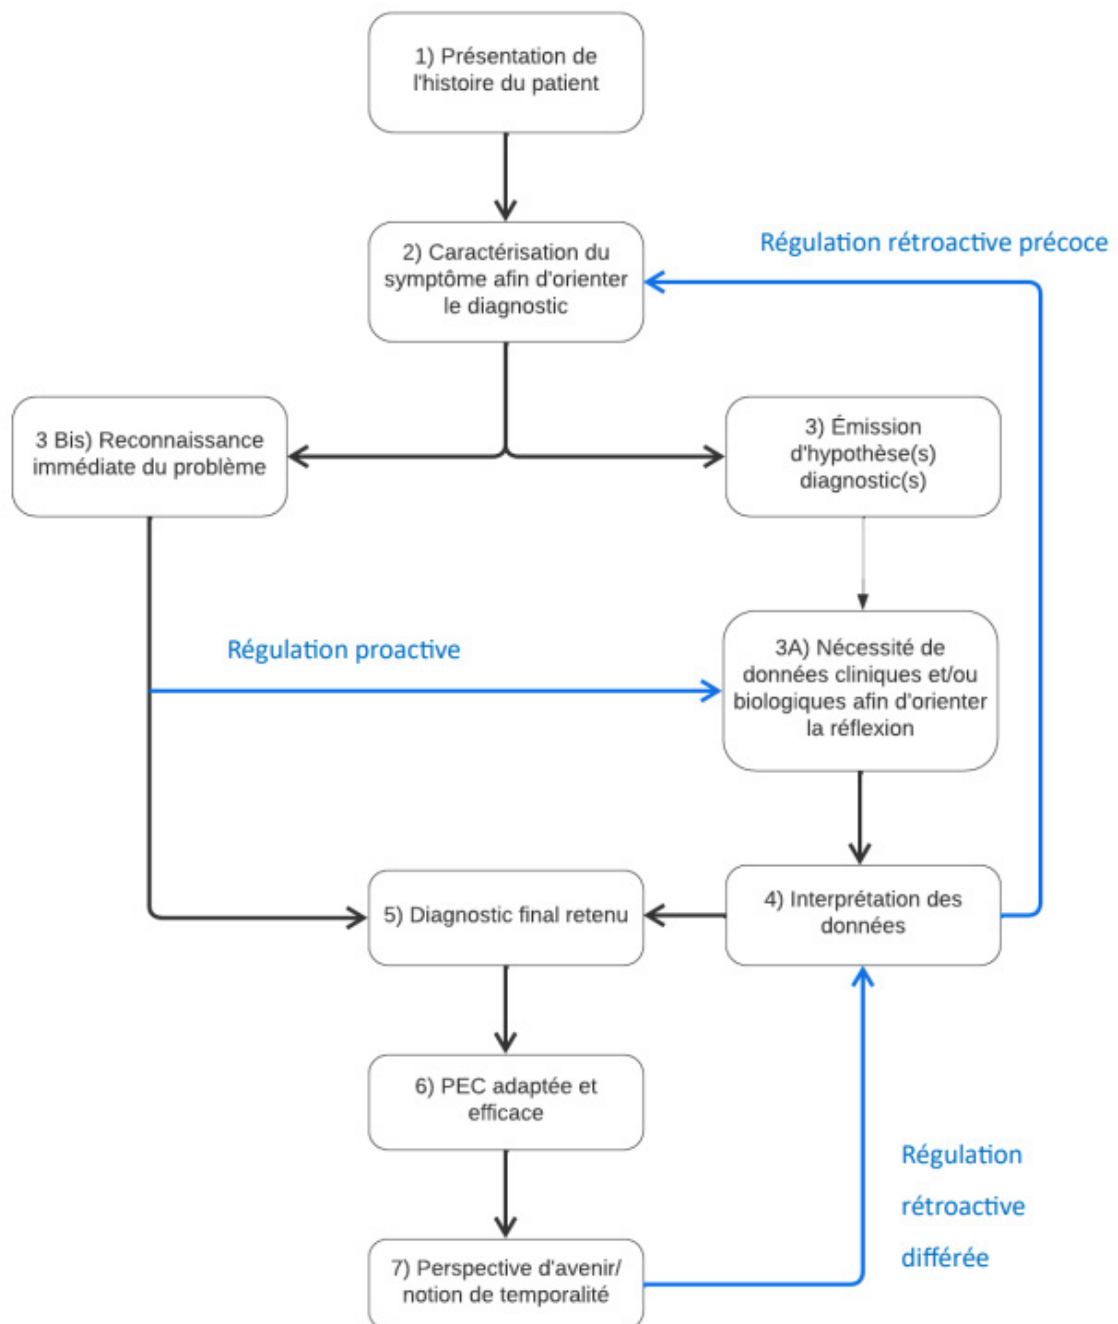 1) Présentation de
l'histoire du patient
Régulation rétroactive précoce
2) Caractérisation du
symptôme afin d'orienter
le diagnostic
3 Bis) Reconnaissance
immédiate du problème
3) Émission
d'hypothèse(s)
diagnostic(s)
Régulation proactive
3A) Nécessité de
données cliniques et/ou
biologiques afin d'orienter
la réflexion
5) Diagnostic final retenu
4) Interprétation des
données
6) PEC adaptée et
efficace
Régulation
rétroactive
différée
7) Perspective d'avenir/
notion de temporalité